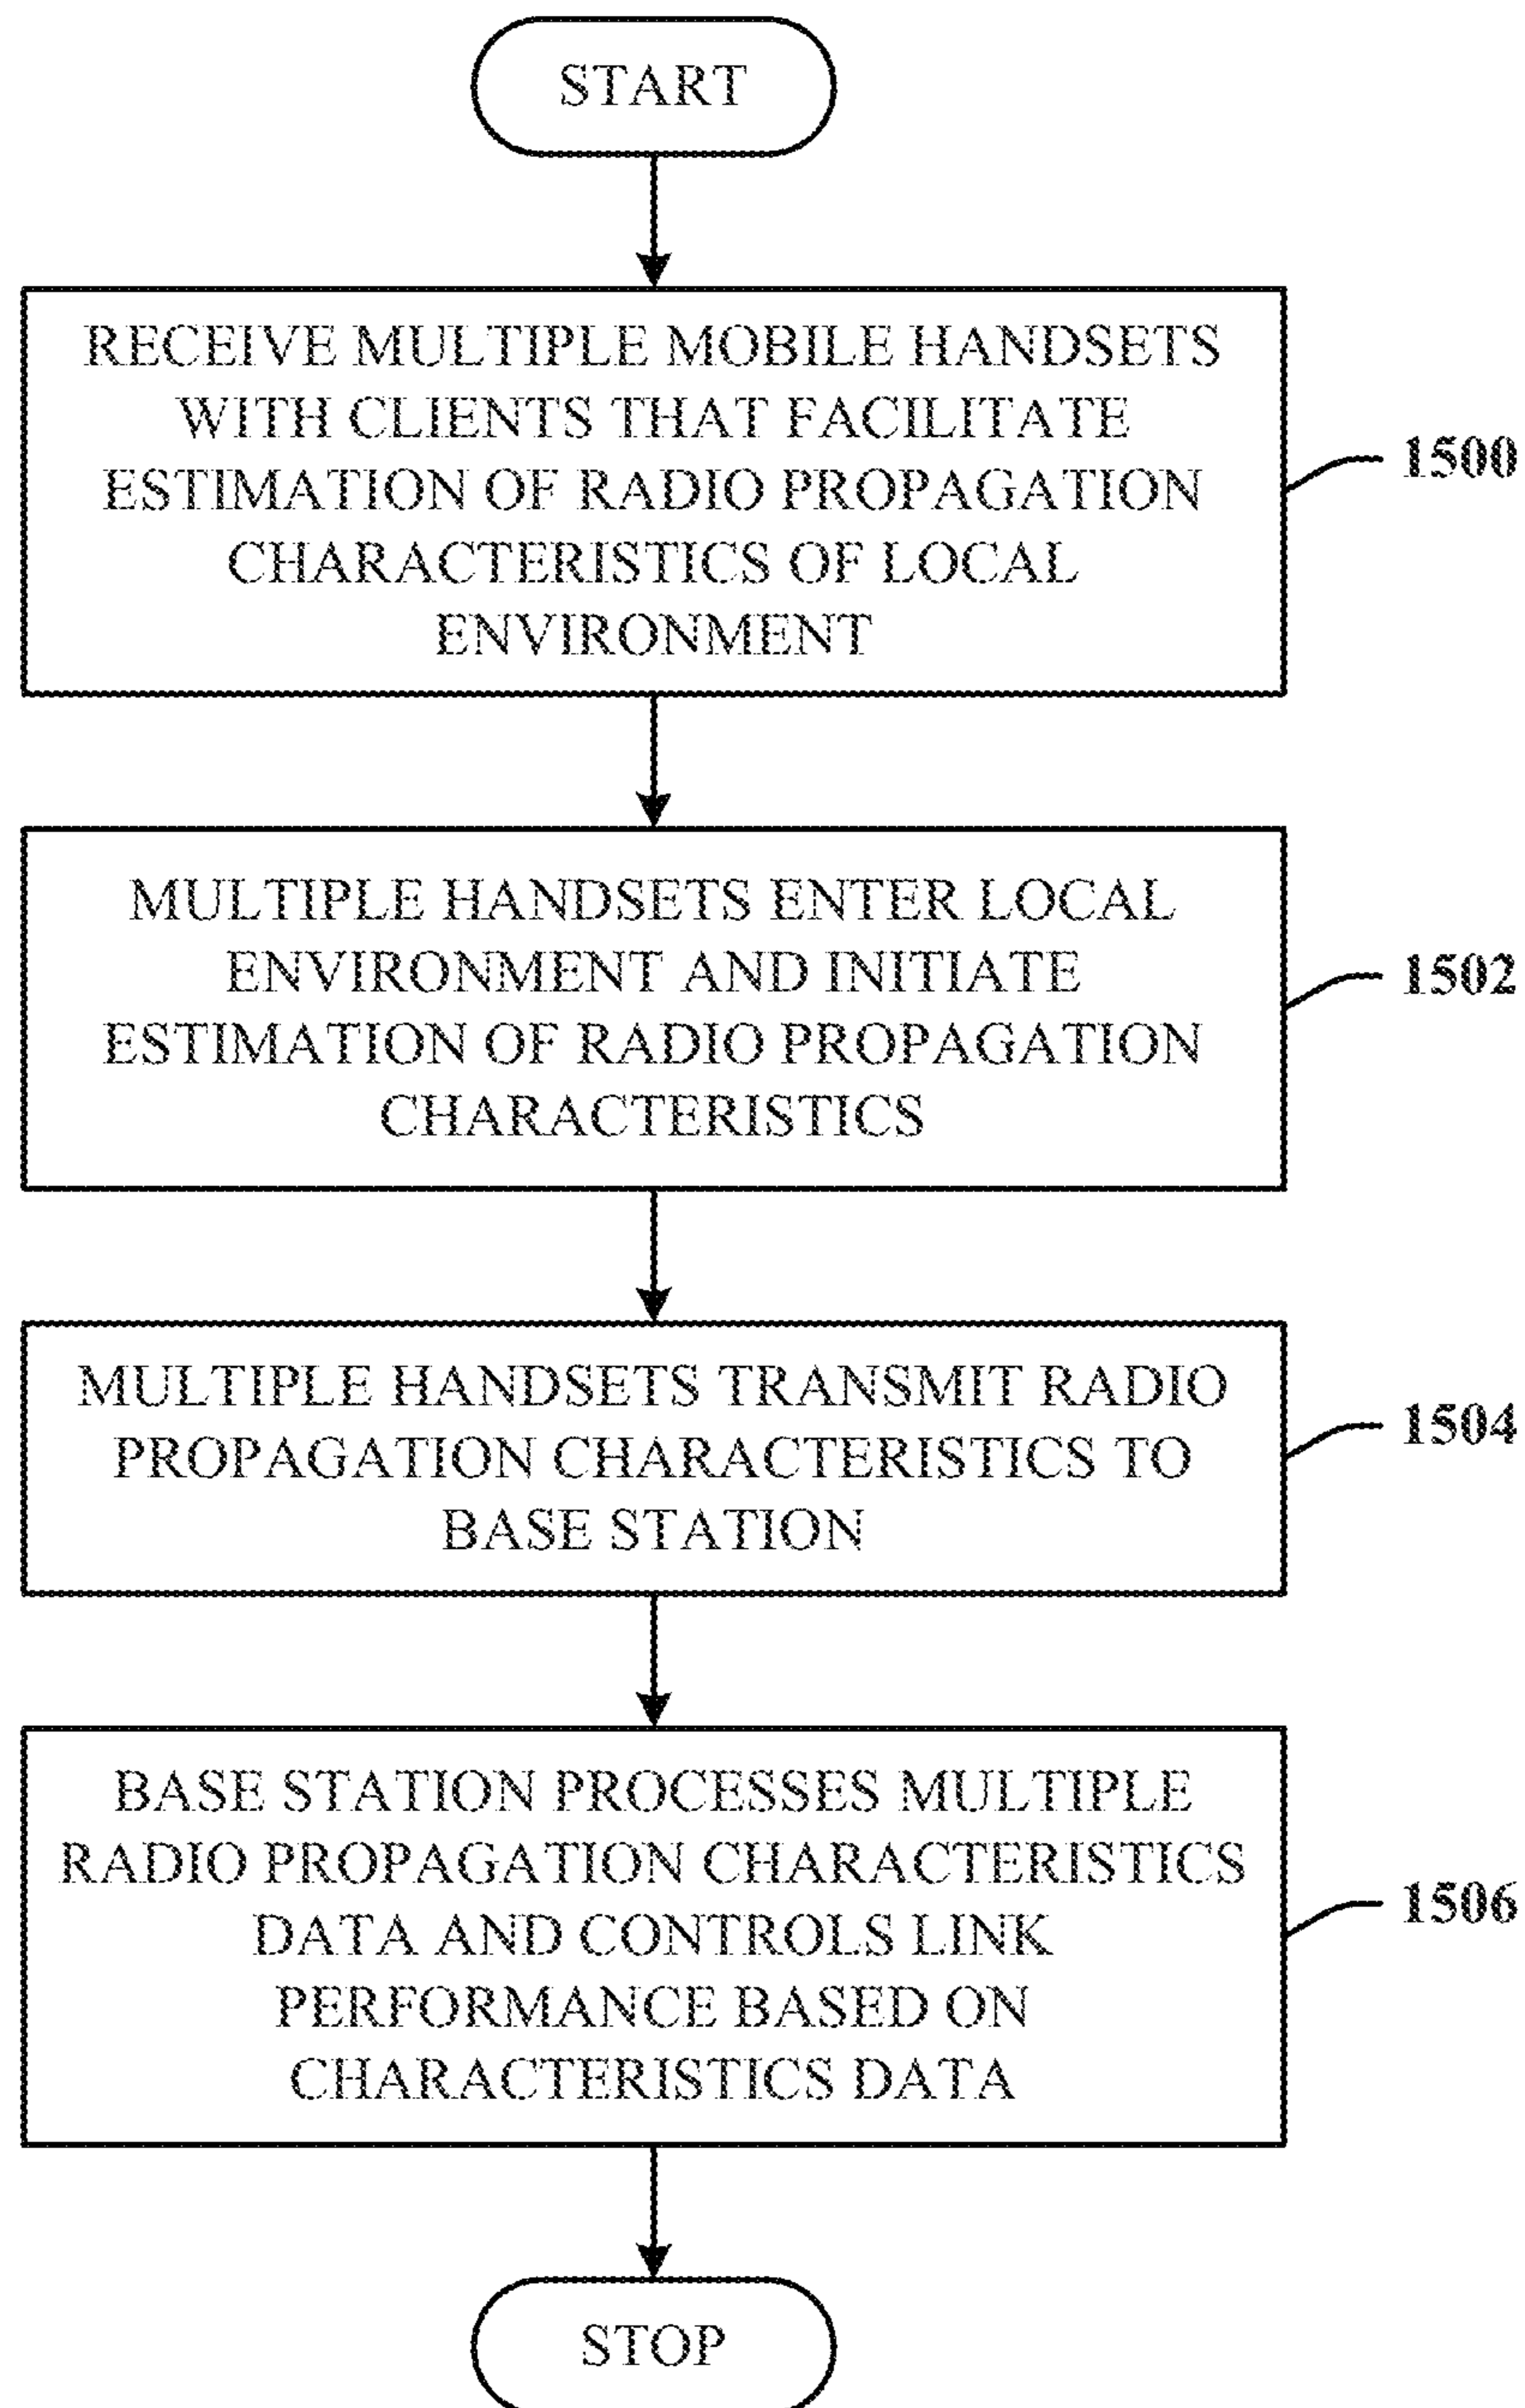 START
RECEIVE MULTIPLE MOBILE HANDSETS
WITH CLIENTS THAT FACILITATE
ESTIMATION OF RADIO PROPAGATION
CHARACTERISTICS OF LOCAL
ENVIRONMENT
1500
MULTIPLE HANDSETS ENTER LOCAL
ENVIRONMENT AND INITIATE
ESTIMATION OF RADIO PROPAGATION
CHARACTERISTICS
1502
MULTIPLE HANDSETS TRANSMIT RADIO
PROPAGATION CHARACTERISTICS TO
BASE STATION
1504
BASE STATION PROCESSES MULTIPLE
RADIO PROPAGATION CHARACTERISTICS
DATA AND CONTROLS LINK
PERFORMANCE BASED ON
CHARACTERISTICS DATA
1506
STOP